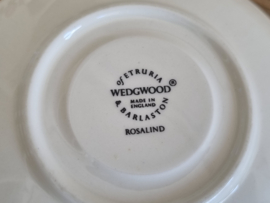 of ETRURIA
WEDGWOOD®
MADE IN
ENGLAND
& BARLASTON
ROSALIND